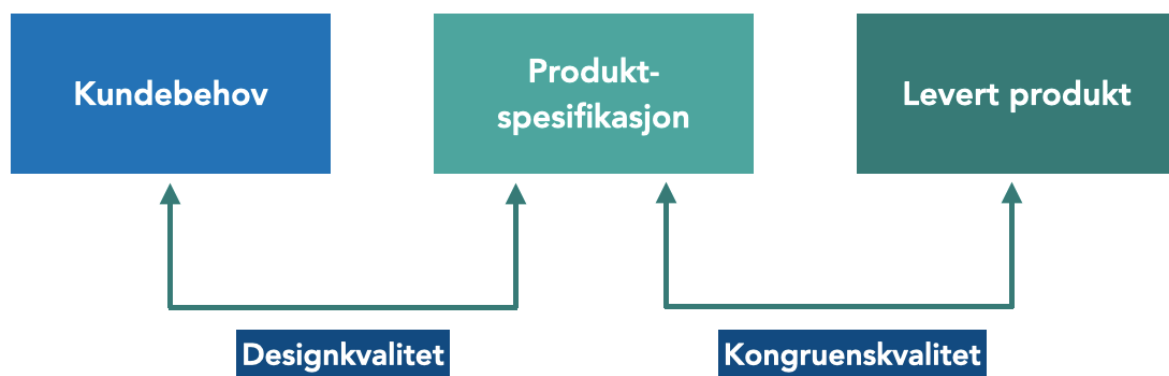 Kundebehov
Produkt-
spesifikasjon
Levert produkt
Designkvalitet
Kongruenskvalitet